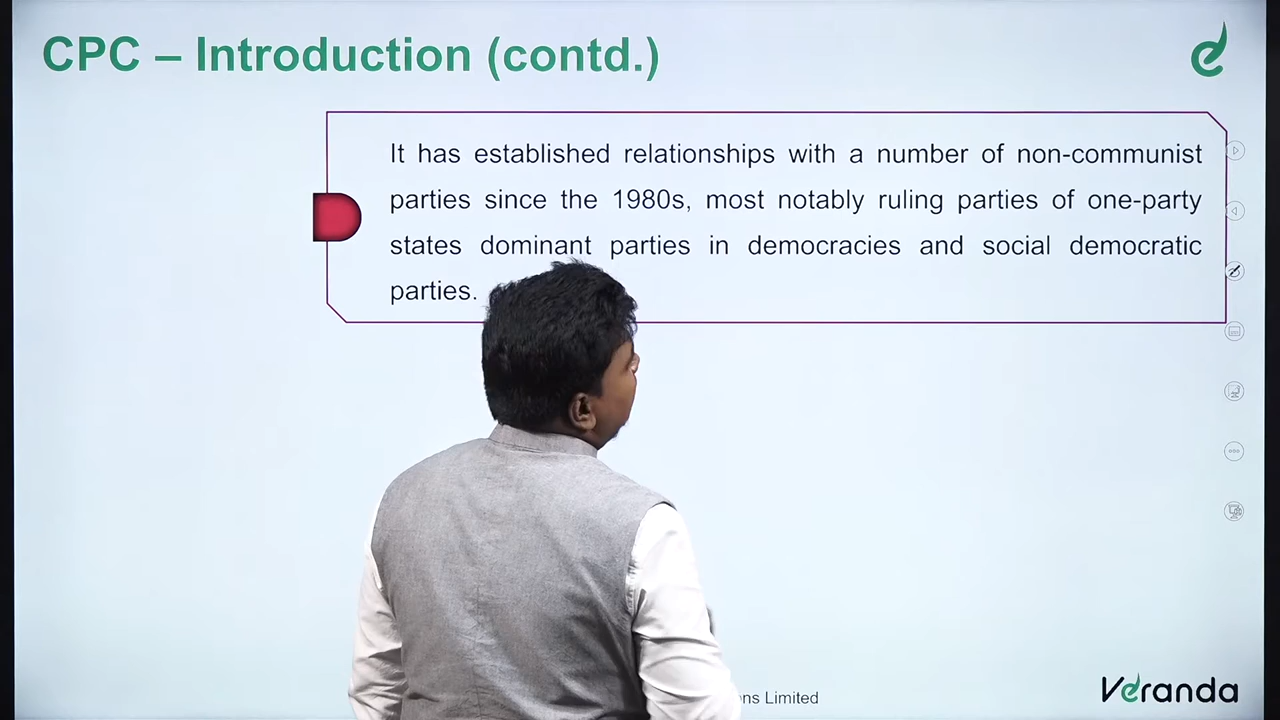 CPC – Introduction (contd.)
It has established relationships with a number of non-communist
parties since the 1980s, most notably ruling parties of one-party
states dominant parties in democracies and social democratic
parties.
Limited
Veranda